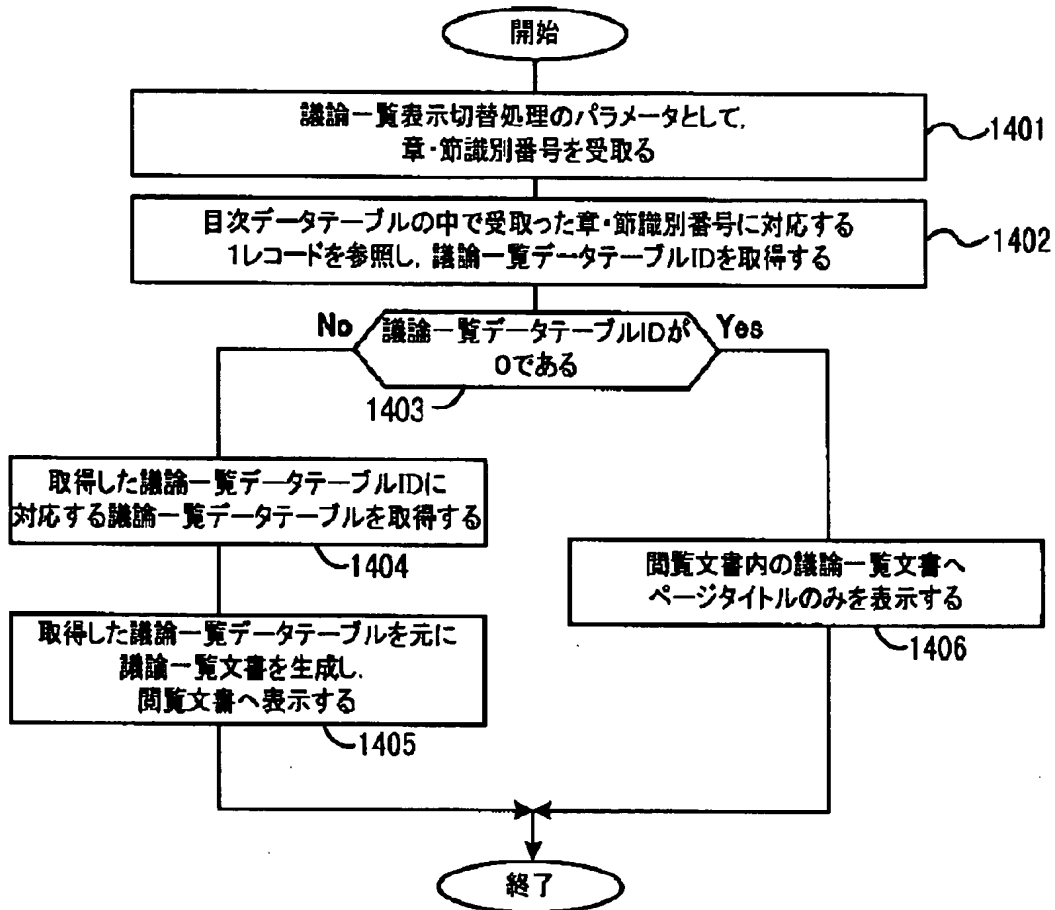 開始
議論一覧表示切替処理のパラメータとして,
章・節識別番号を受取る
1401
目次データテーブルの中で受取った章・節識別番号に対応する
1レコードを参照し, 議論一覧データテーブルIDを取得する
1402
No
議論一覧データテーブルIDが
0である
Yes
1403
取得した議論一覧データテーブルIDに
対応する議論一覧データテーブルを取得する
1404
閲覧文書内の議論一覧文書へ
ページタイトルのみを表示する
1406
取得した議論一覧データテーブルを元に
議論一覧文書を生成し,
閲覧文書へ表示する
1405
終了